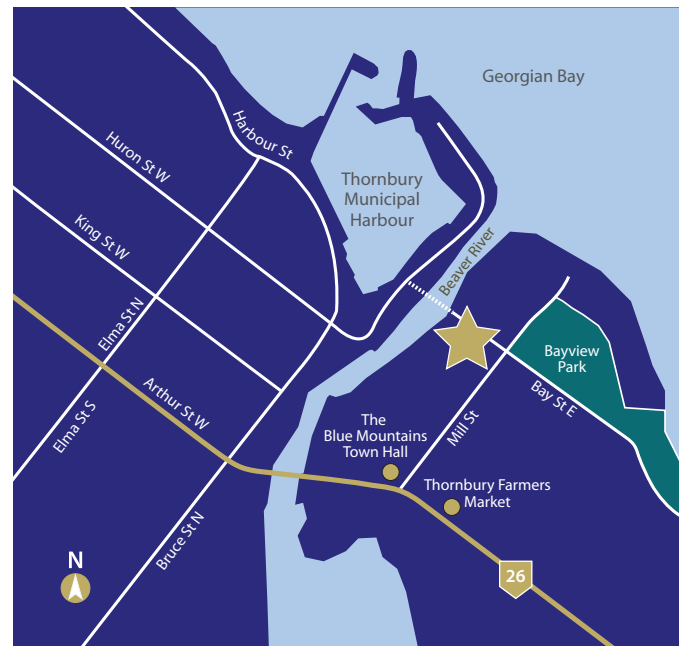 Georgian Bay
Harbour St
Huron St W
Thornbury
Municipal
Harbour
King St W
Beaver River
Elma St N
Bayview
Park
Arthur St W
Bay St E
Elma St S
The
Blue Mountains
Town Hall
Mill St
Thornbury Farmers
Market
Bruce St N
N
26